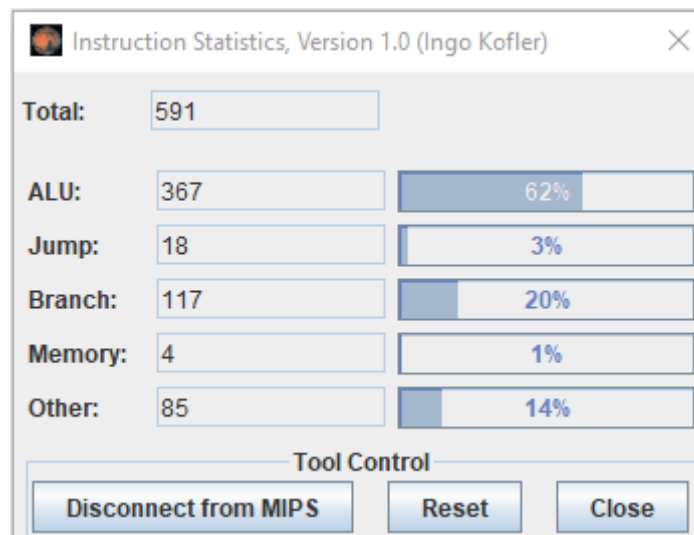 Instruction Statistics, Version 1.0 (Ingo Kofler)
Total: 591
ALU: 367 62%
Jump: 18 3%
Branch: 117 20%
Memory: 4 1%
Other: 85 14%
Tool Control
Disconnect from MIPS Reset Close